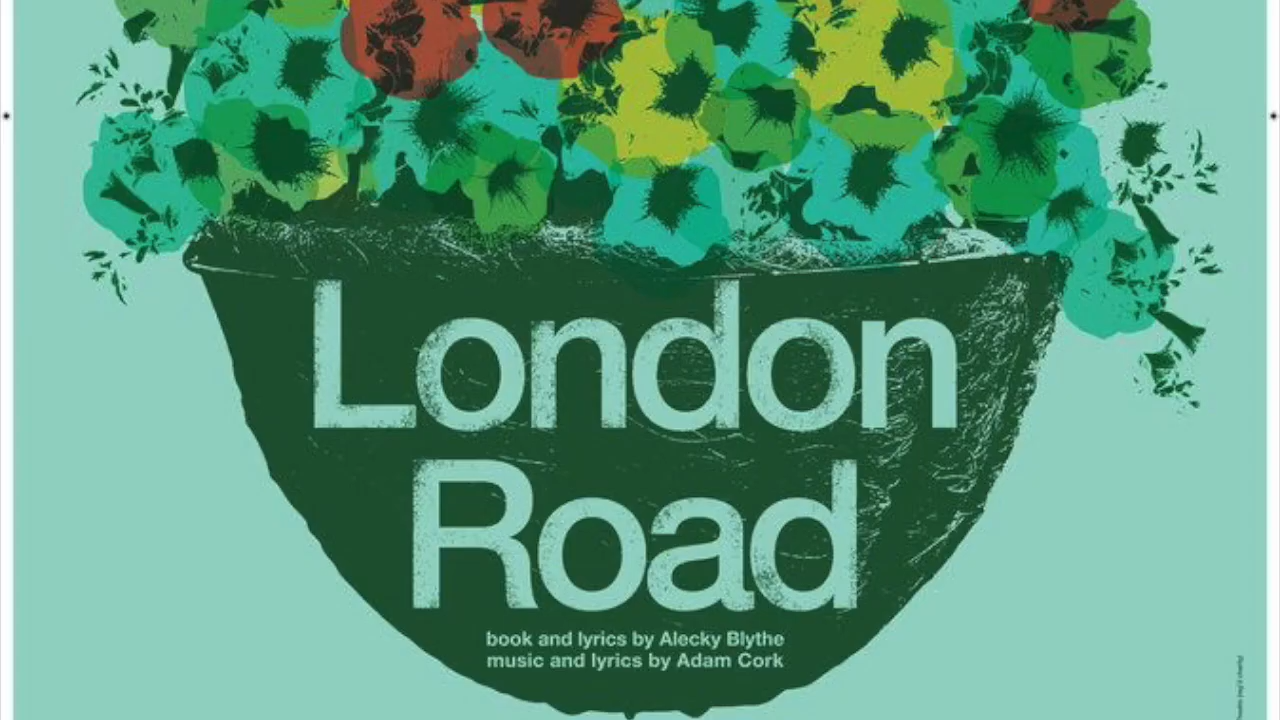 London
Road
book and lyrics by Alecky Blythe
music and lyrics by Adam Cork